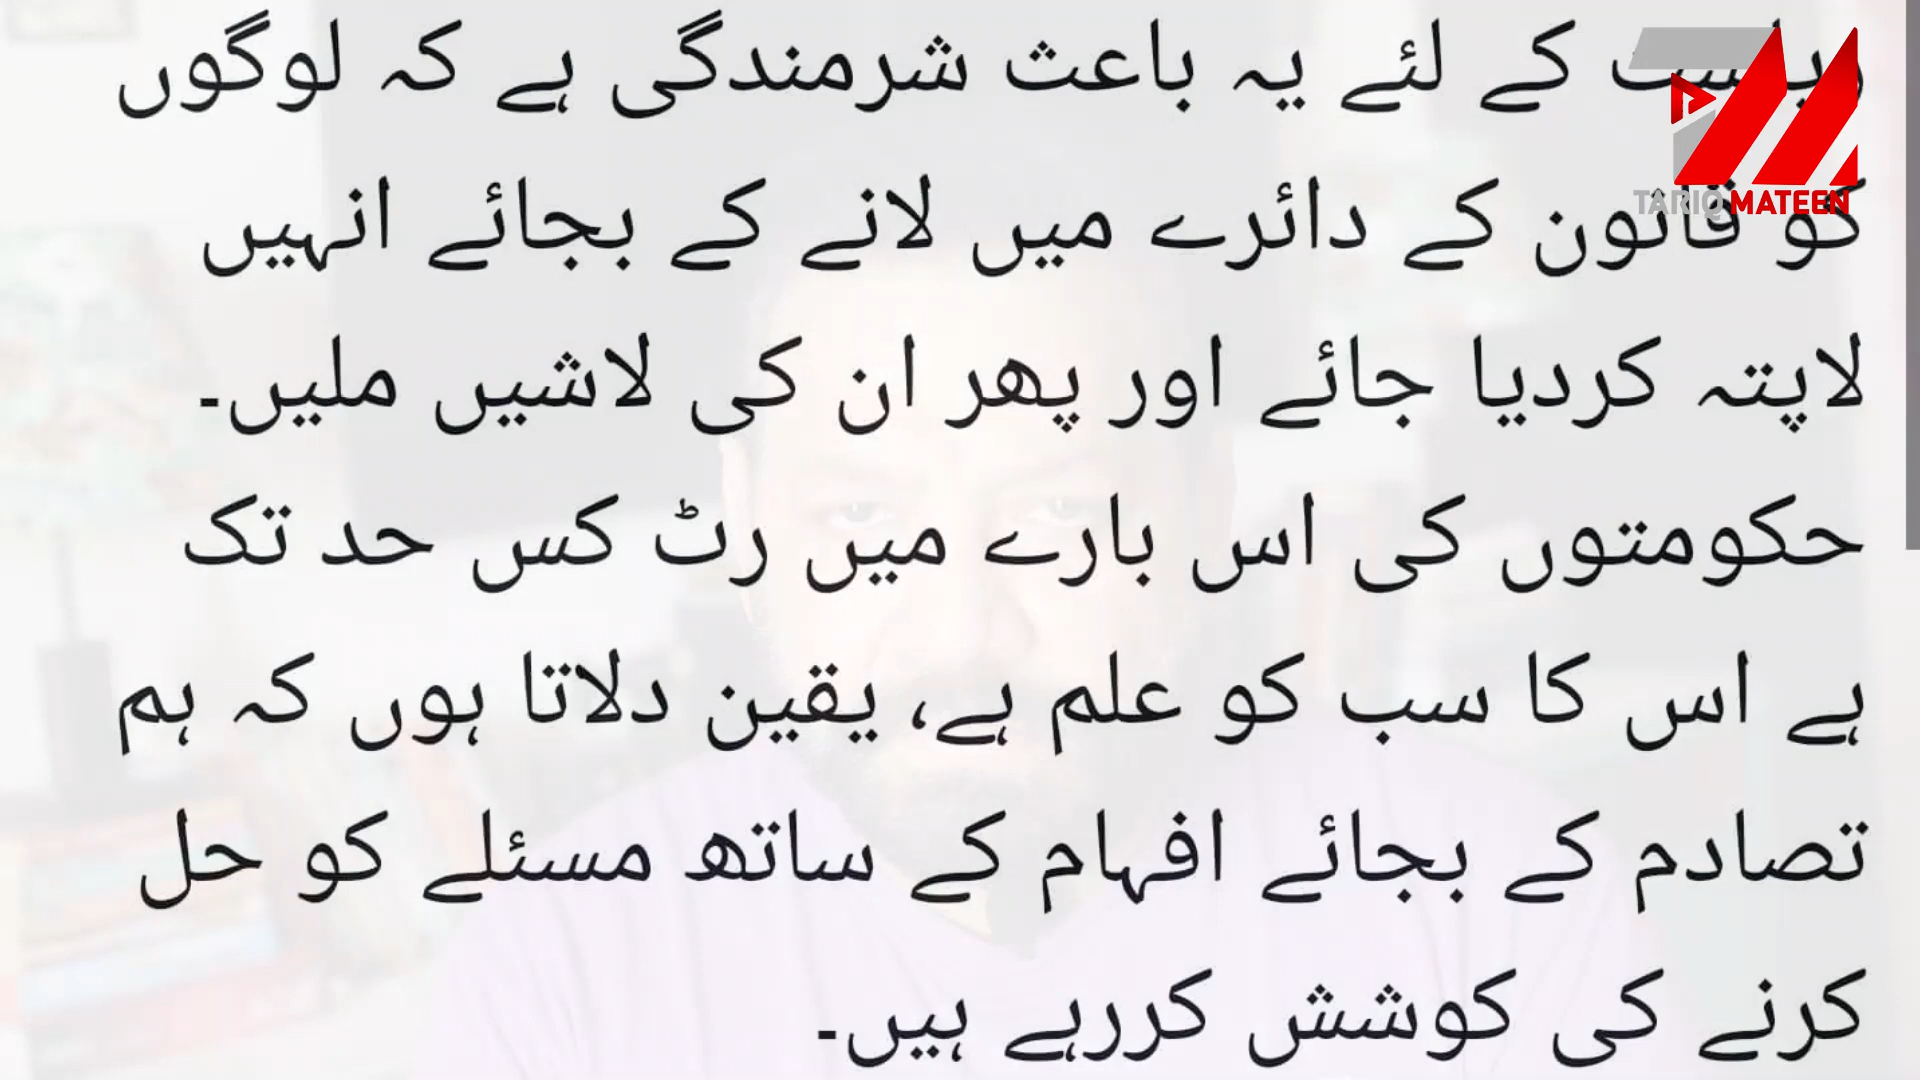 ریاست کے لئے یہ باعث شرمندگی ہے کہ لوگوں
کو قانون کے دائرے میں لانے کے بجائے انہیں
لاپتہ کردیا جائے اور پھر ان کی لاشیں ملیں۔
حکومتوں کی اس بارے میں رٹ کس حد تک
ہے اس کا سب کو علم ہے، یقین دلاتا ہوں کہ ہم
تصادم کے بجائے افہام کے ساتھ مسئلے کو حل
کرنے کی کوشش کررہے ہیں۔
TARIQ MATEEN